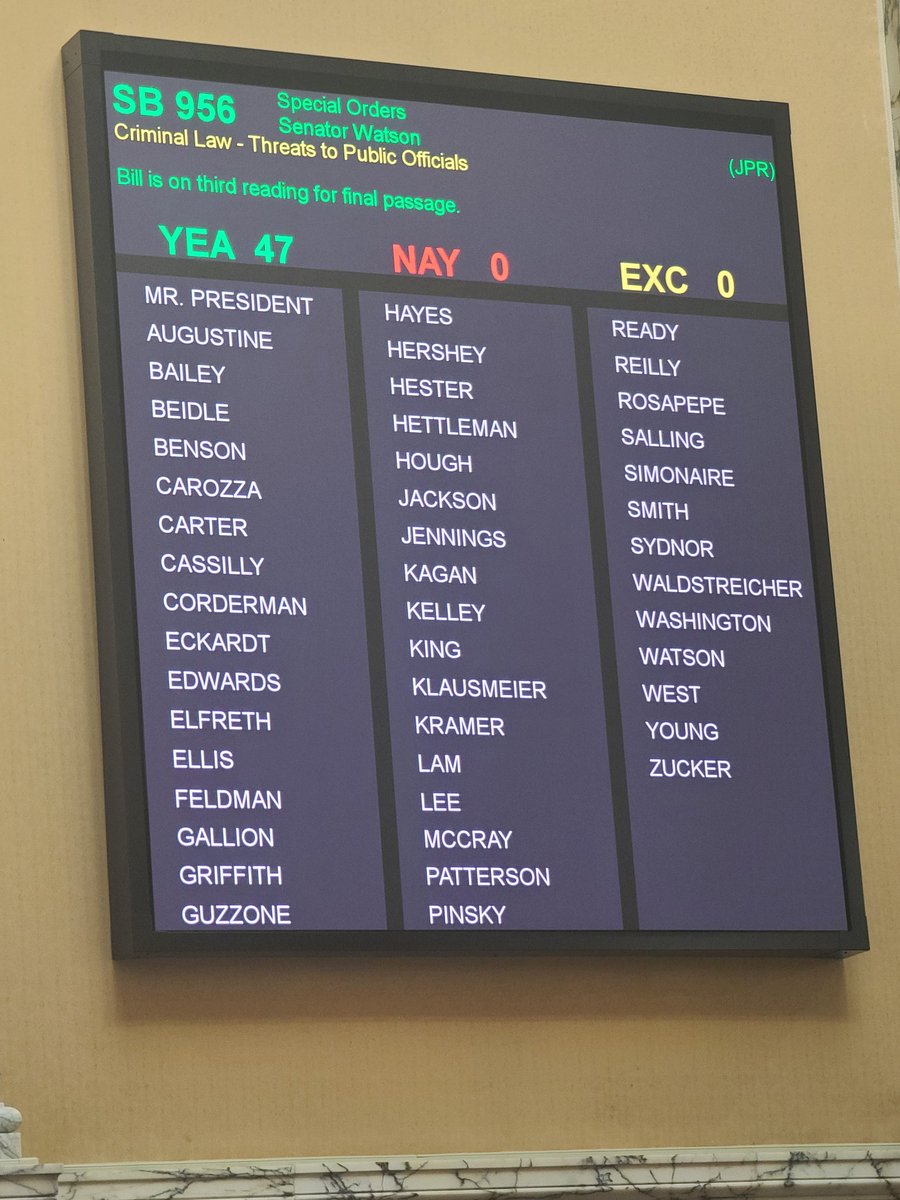 SB 956
Special Orders
Senator Watson
Criminal Law - Threats to Public Officials
(JPR)
Bill is on third reading for final passage.
YEA 47
NAY 0
EXC 0
MR. PRESIDENT
AUGUSTINE
BAILEY
BEIDLE
BENSON
CAROZZA
CARTER
CASSILLY
CORDERMAN
ECKARDT
EDWARDS
ELFRETH
ELLIS
FELDMAN
GALLION
GRIFFITH
GUZZONE
HAYES
HERSHEY
HESTER
HETTLEMAN
HOUGH
JACKSON
JENNINGS
KAGAN
KELLEY
KING
KLAUSMEIER
KRAMER
LAM
LEE
MCCRAY
PATTERSON
PINSKY
READY
REILLY
ROSAPEPE
SALLING
SIMONAIRE
SMITH
SYDNOR
WALDSTREICHER
WASHINGTON
WATSON
WEST
YOUNG
ZUCKER